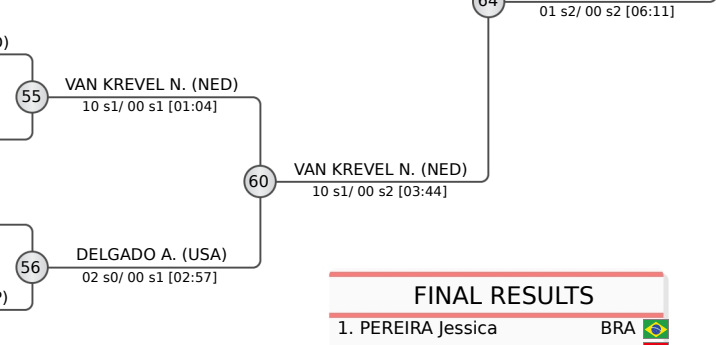 64
01 s2/ 00 s2 [06:11]
)
55
VAN KREVEL N. (NED)
10 s1/ 00 s1 [01:04]
60
VAN KREVEL N. (NED)
10 s1/ 00 s2 [03:44]
56
DELGADO A. (USA)
02 s0/ 00 s1 [02:57]
)
FINAL RESULTS
1. PEREIRA Jessica BRA